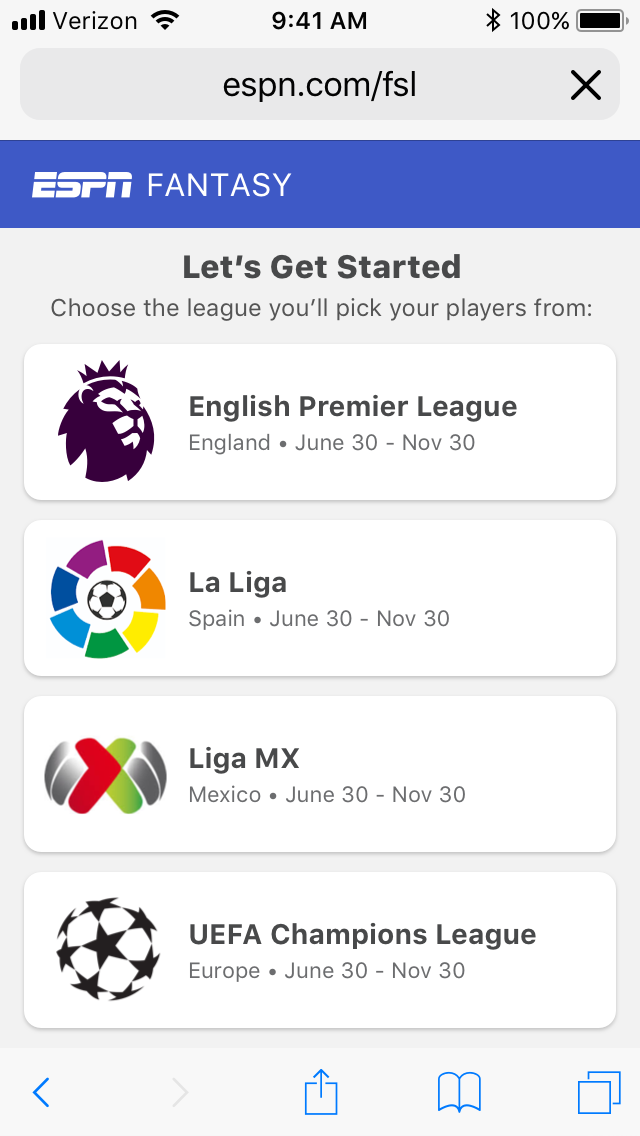 Verizon 9:41 AM 100%
espn.com/fsl
ESPN FANTASY
Let’s Get Started
Choose the league you’ll pick your players from:
English Premier League
England • June 30 - Nov 30
La Liga
Spain • June 30 - Nov 30
Liga MX
Mexico • June 30 - Nov 30
UEFA Champions League
Europe • June 30 - Nov 30